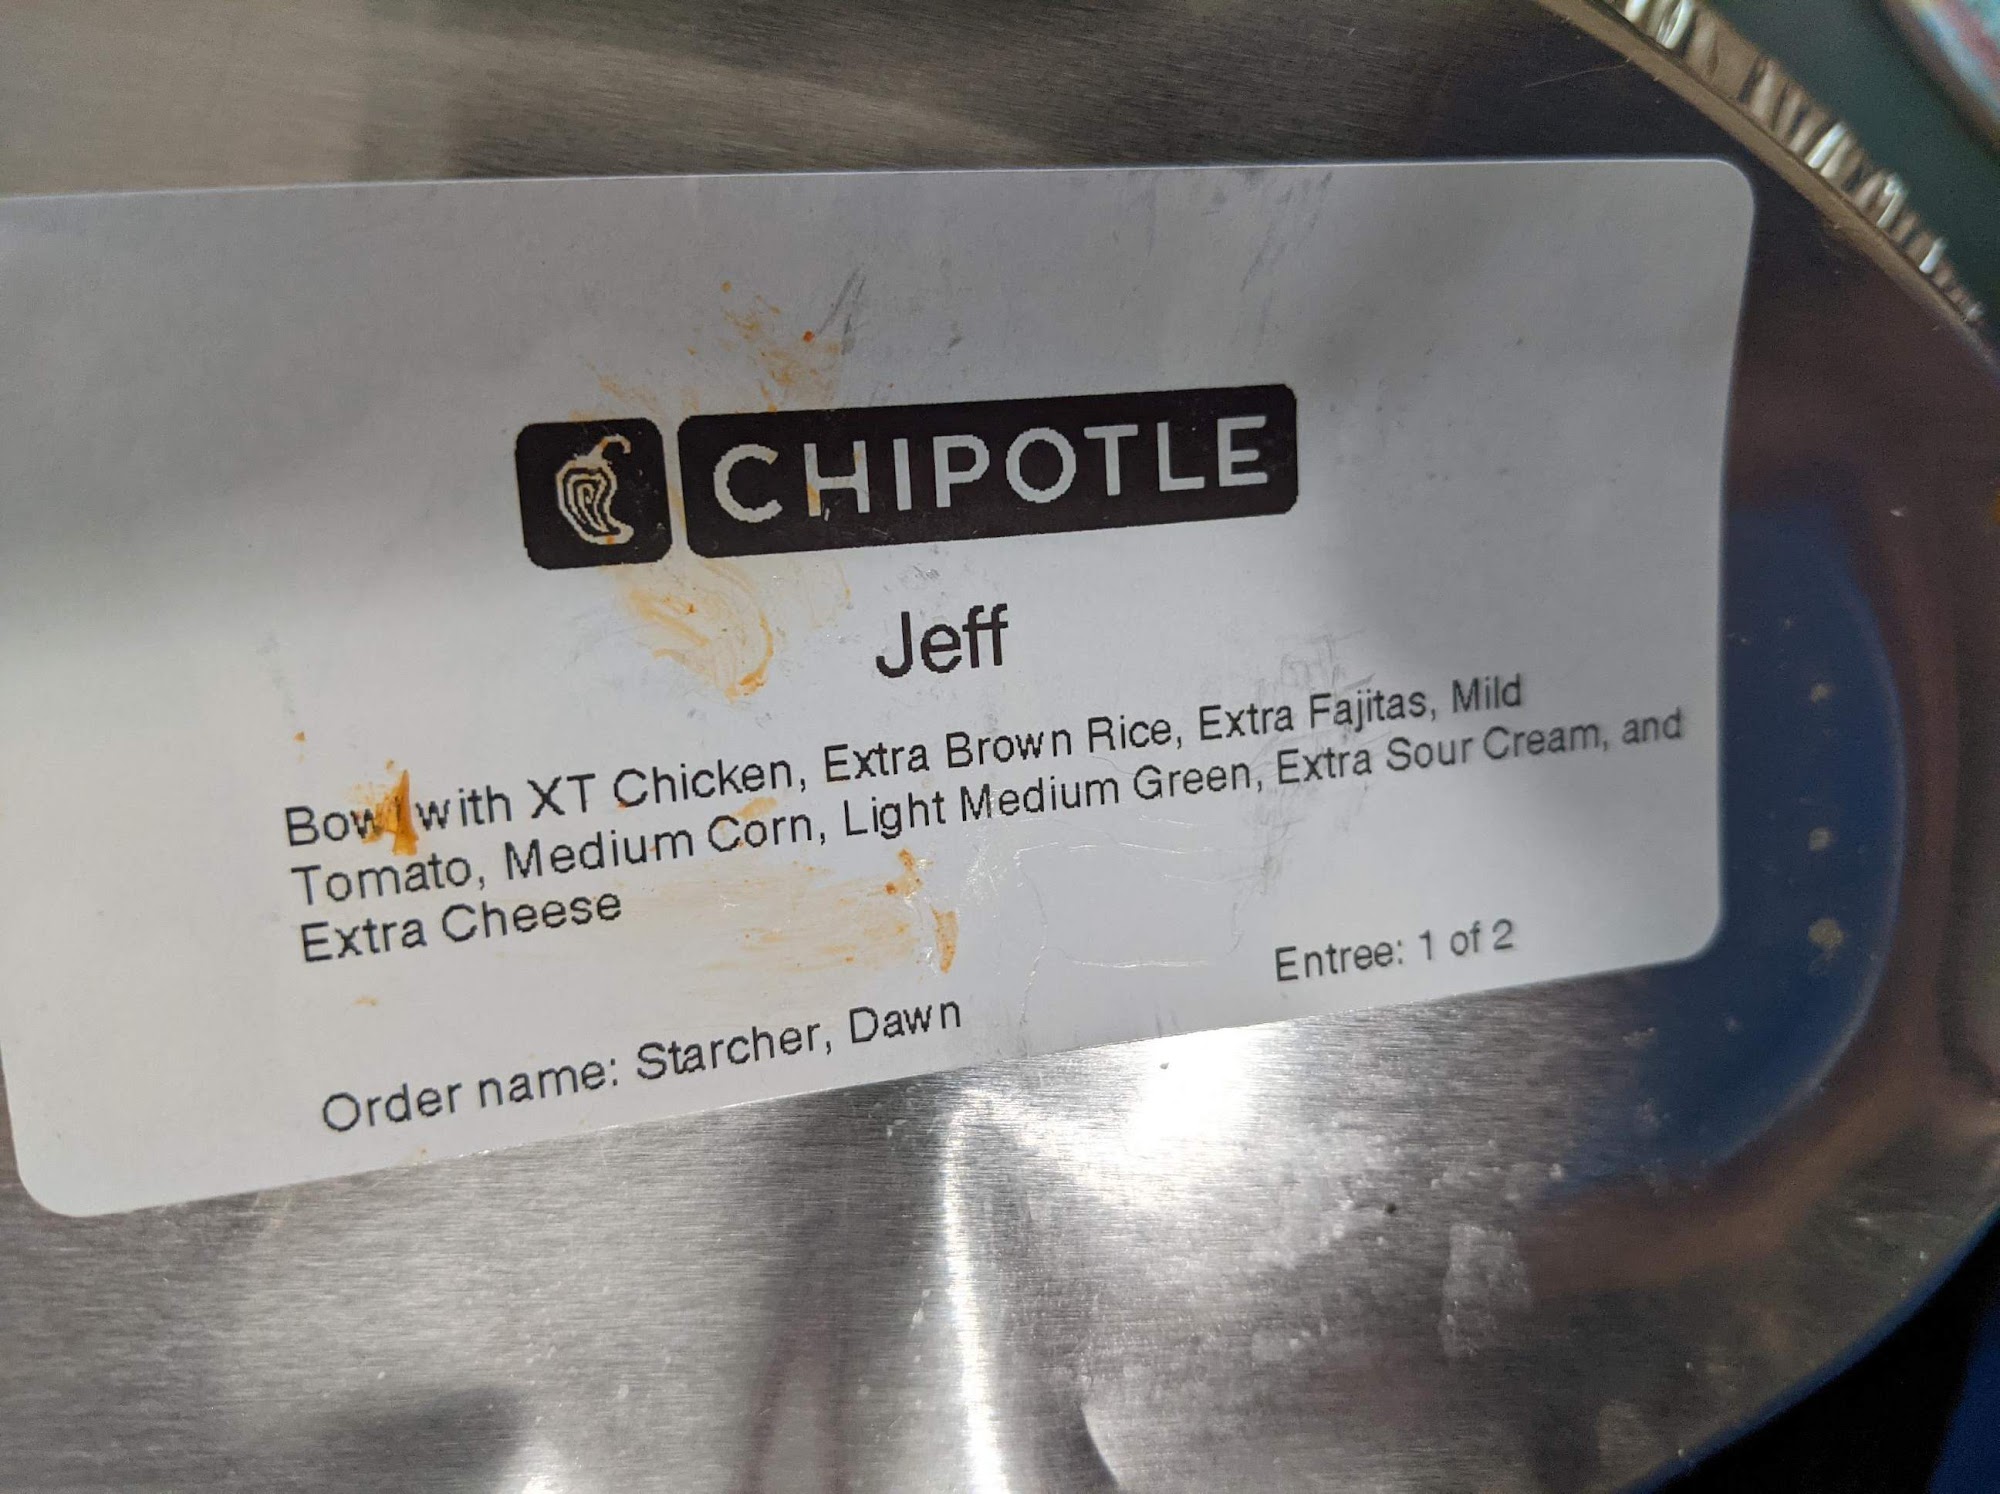 CHIPOTLE
Jeff
Bowl with XT Chicken, Extra Brown Rice, Extra Fajitas, Mild
Tomato, Medium Corn, Light Medium Green, Extra Sour Cream, and
Extra Cheese
Entree: 1 of 2
Order name: Starcher, Dawn